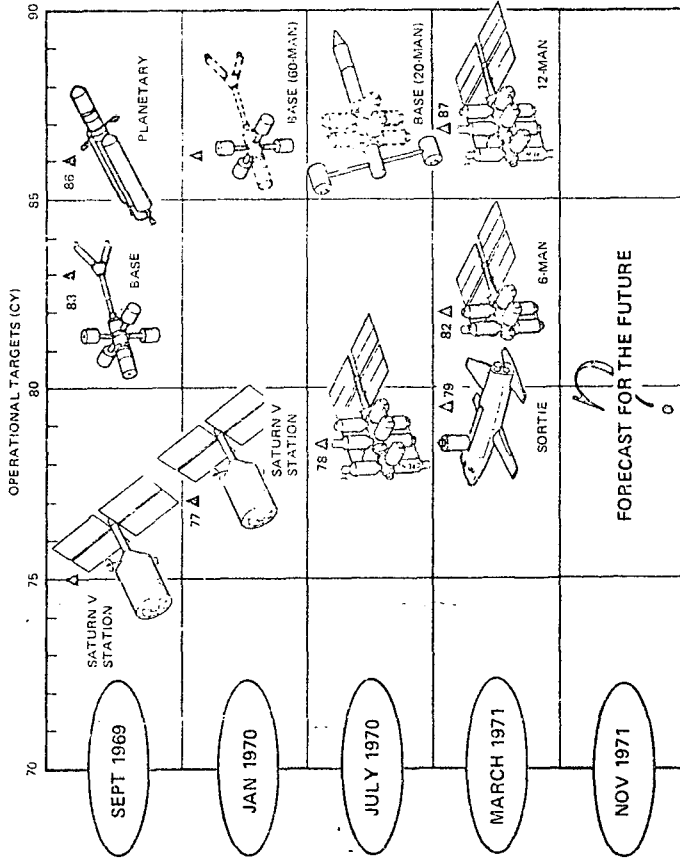 OPERATIONAL TARGETS (CY)
70
75
80
85
90
SEPT 1969
SATURN V
STATION
83
BASE
86
PLANETARY
JAN 1970
77
SATURN V
STATION
BASE (60-MAN)
JULY 1970
78
BASE (20-MAN)
MARCH 1971
79
SORTIE
82
6-MAN
87
12-MAN
NOV 1971
?
FORECAST FOR THE FUTURE